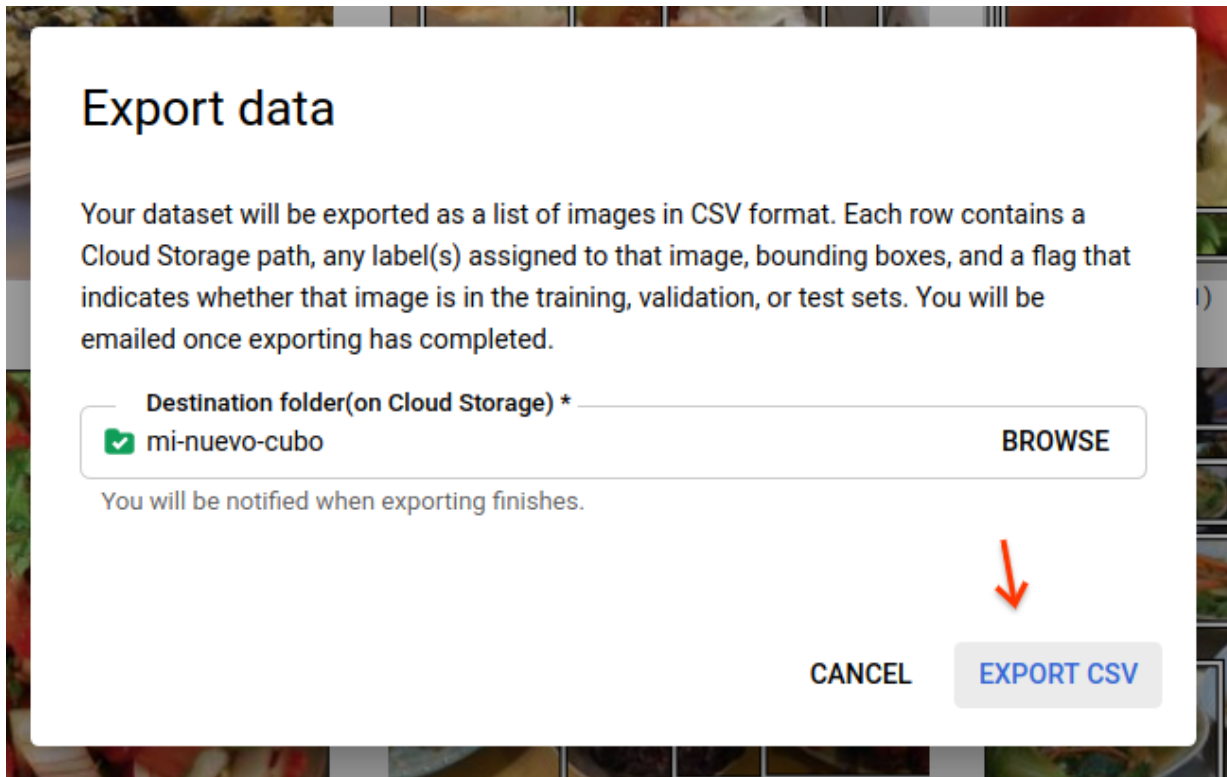 Export data
Your dataset will be exported as a list of images in CSV format. Each row contains a
Cloud Storage path, any label(s) assigned to that image, bounding boxes, and a flag that
indicates whether that image is in the training, validation, or test sets. You will be
emailed once exporting has completed.
Destination folder(on Cloud Storage) *
mi-nuevo-cubo BROWSE
You will be notified when exporting finishes.
CANCEL EXPORT CSV